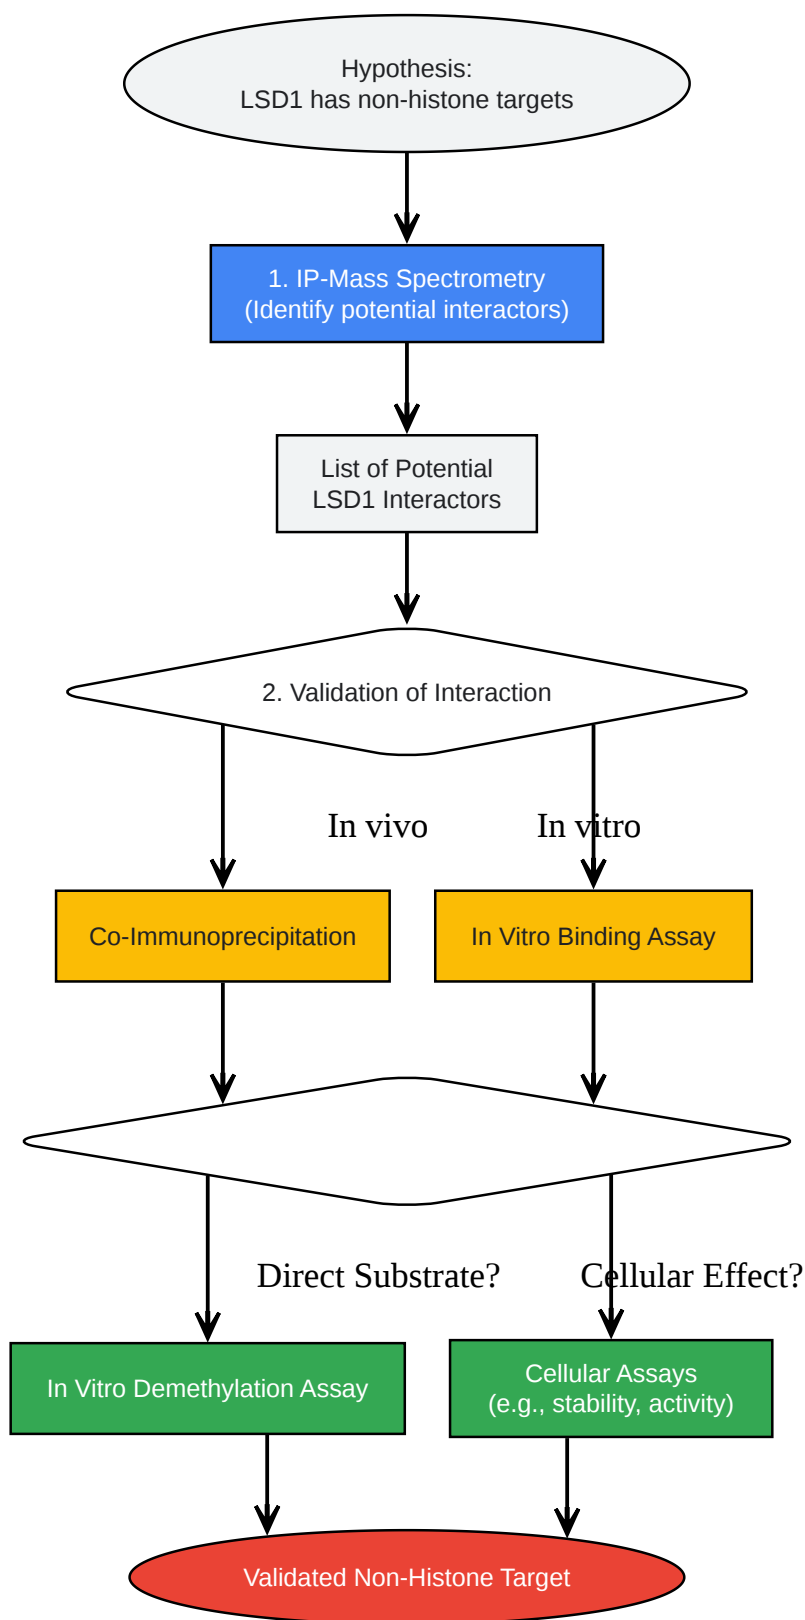 Hypothesis:
LSD1 has non-histone targets
1. IP-Mass Spectrometry
(Identify potential interactors)
List of Potential
LSD1 Interactors
2. Validation of Interaction
In vivo
In vitro
Co-Immunoprecipitation
In Vitro Binding Assay
Direct Substrate?
Cellular Effect?
In Vitro Demethylation Assay
Cellular Assays
(e.g., stability, activity)
Validated Non-Histone Target